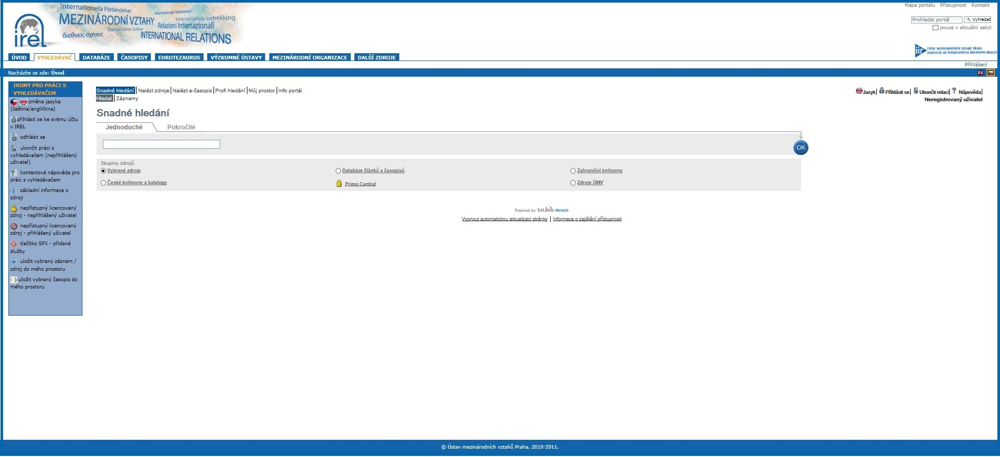 Internationella Förbindelser
Internationale Relationer
MEZINÁRODNÍ VZTAHY
internationale betrekking
Relazioni Internazionali
Kansainväliset Suhteet
διεθνείς σχέσεις
INTERNATIONAL RELATIONS
irel
Mapa portálu Přístupnost Kontakt
Prohledat portál Vyhledat
pouze v aktuální sekci
iir ÚSTAV MEZINÁRODNÍCH VZTAHŮ PRAHA
INSTITUTE OF INTERNATIONAL RELATIONS PRAGUE
ÚVOD VYHLEDÁVAČ DATABÁZE ČASOPISY EUROTEZAURUS VÝZKUMNÉ ÚSTAVY MEZINÁRODNÍ ORGANIZACE DALŠÍ ZDROJE
Přihlášení
Nacházíte se zde: Úvod
IKONY PRO PRÁCI S
VYHLEDÁVAČEM
změna jazyka
(čeština/angličtina)
přihlásit se ke svému účtu
v IREL
odhlásit se
ukončit práci s
vyhledávačem (nepřihlášený
uživatel)
kontextová nápověda pro
práci s vyhledávačem
základní informace o
zdroji
nepřístupný licencovaný
zdroj - nepřihlášený uživatel
nepřístupný licencovaný
zdroj - přihlášený uživatel
tlačítko SFX - přidané
služby
uložit vybraný záznam /
zdroj do mého prostoru
uložit vybraný časopis do
mého prostoru
Snadné hledání | Nalézt zdroje | Nalézt e-časopis | Profi hledání | Můj prostor | Info portál
Hledat | Záznamy
Jazyk | Přihlásit se | Ukončit relaci | ? Nápověda |
Neregistrovaný uživatel
Snadné hledání
Jednoduché Pokročilé
OK
Skupiny zdrojů
Vybrané zdroje Databáze článků a časopisů Zahraniční knihovny
České knihovny a katalogy Primo Central Zdroje ÚMV
Powered by ExLibris MetaLib
Vypnout automatickou aktualizaci stránky | Informace o zajištění přístupnosti
© Ústav mezinárodních vztahů Praha, 2010-2011.